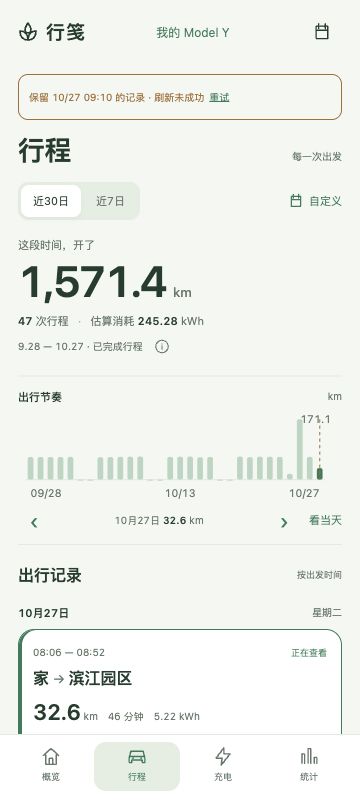 行笺
我的 Model Y
保留 10/27 09:10 的记录 · 刷新未成功 重试
行程
每一次出发
近30日 近7日 自定义
这段时间，开了
1,571.4 km
47 次行程 · 估算消耗 245.28 kWh
9.28 — 10.27 · 已完成行程
出行节奏 km
171.1
09/28 10/13 10/27
10月27日 32.6 km 看当天
出行记录 按出发时间
10月27日 星期二
08:06 — 08:52 正在查看
家 → 滨江园区
32.6 km 46 分钟 5.22 kWh
概览 行程 充电 统计